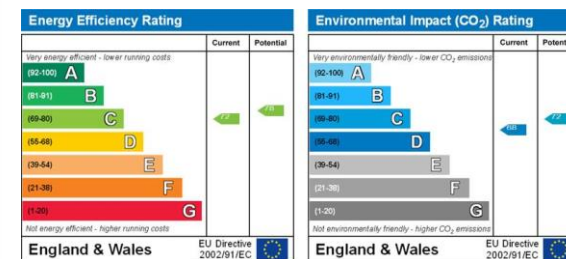 Energy Efficiency Rating
Current Potential
Very energy efficient - lower running costs
(92-100) A
(81-91) B
(69-80) C
72
78
(55-68) D
(39-54) E
(21-38) F
(1-20) G
Not energy efficient - higher running costs
England & Wales
EU Directive
2002/91/EC
Environmental Impact (CO2) Rating
Current Potent
Very environmentally friendly - lower CO2 emissions
(92-100) A
(81-91) B
(69-80) C
72
(55-68) D
68
(39-54) E
(21-38) F
(1-20) G
Not environmentally friendly - higher CO2 emissions
England & Wales
EU Directive
2002/91/EC